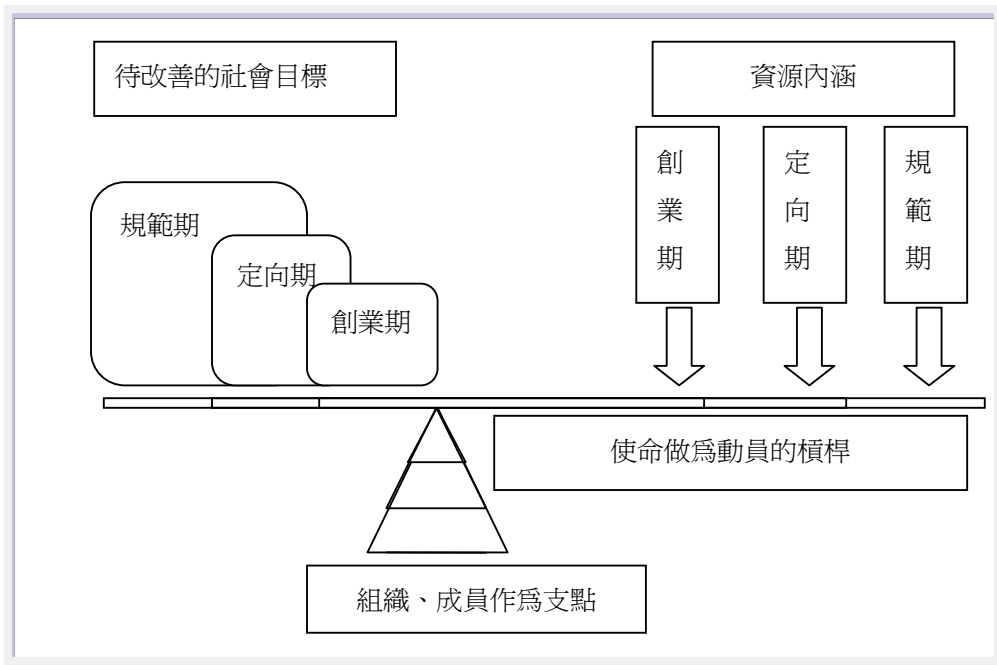 待改善的社會目標
資源內涵
創業期
定向期
規範期
規範期
定向期
創業期
使命做爲動員的槓桿
組織、成員作爲支點